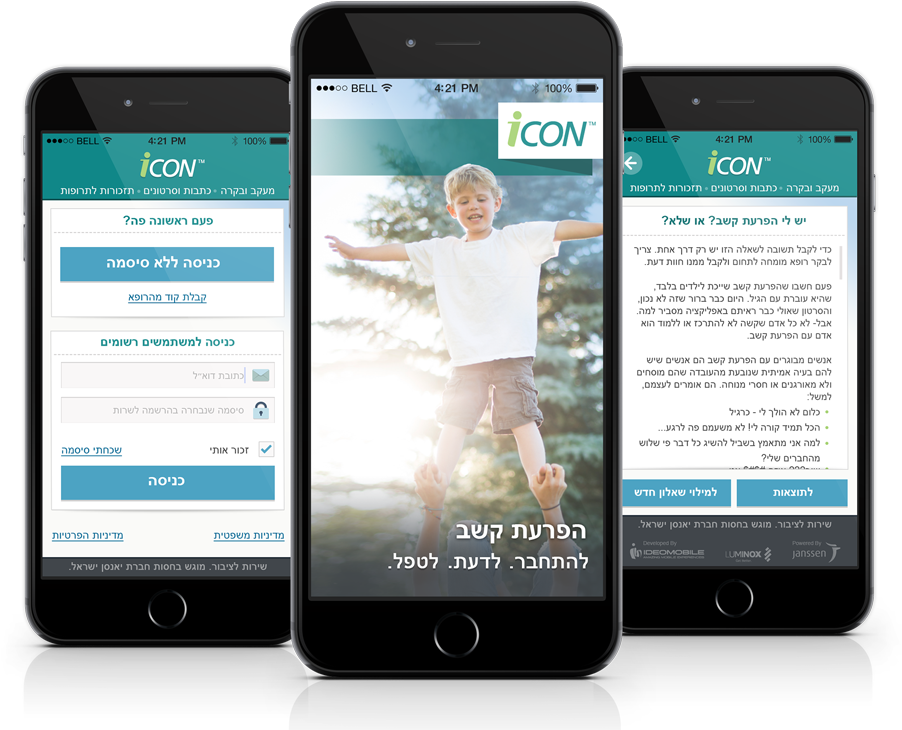 BELL 4:21 PM 100%
iCON™
מעקב ובקרה • כתבות וסרטונים • תזכורות לתרופות
פעם ראשונה פה?
כניסה ללא סיסמה
קבלת קוד מהרופא
כניסה למשתמשים רשומים
כתובת דוא״ל
סיסמה שנבחרה בהרשמה לשרות
זכור אותי
שכחתי סיסמה
כניסה
מדיניות משפטית
מדיניות הפרטיות
שירות לציבור. מוגש בחסות חברת יאנסן ישראל.
BELL 4:21 PM 100%
iCON™
הפרעת קשב
להתחבר. לדעת. לטפל.
BELL 4:21 PM 100%
iCON™
מעקב ובקרה • כתבות וסרטונים • תזכורות לתרופות
יש לי הפרעת קשב? או שלא?
כדי לקבל תשובה לשאלה הזו יש רק דרך אחת. צריך
לבקר רופא מומחה לתחום ולקבל ממנו חוות דעת.
פעם חשבו שהפרעת קשב שייכת לילדים בלבד,
שהיא עוברת עם הגיל. היום כבר ברור שזה לא נכון,
והסרטון שאולי כבר ראיתם באפליקציה מסביר למה.
אבל- לא כל אדם שקשה לא להתרכז או ללמוד הוא
אדם עם הפרעת קשב.
אנשים מבוגרים עם הפרעת קשב הם אנשים שיש
להם בעיה אמיתית שנובעת מהעובדה שהם מוסחים
ולא מאורגנים או חסרי מנוחה. הם אומרים לעצמם,
למשל:
• כלום לא הולך לי - כרגיל
• הכל תמיד קורה לי! לא משעמם פה לרגע...
• למה אני מתאמץ בשביל להשיג כל דבר פי שלוש
מהחברים שלי?
לתוצאות
למילוי שאלון חדש
שירות לציבור. מוגש בחסות חברת יאנסן ישראל.
Developed By
IDEOMOBILE
LUMINOX
Powered By
janssen